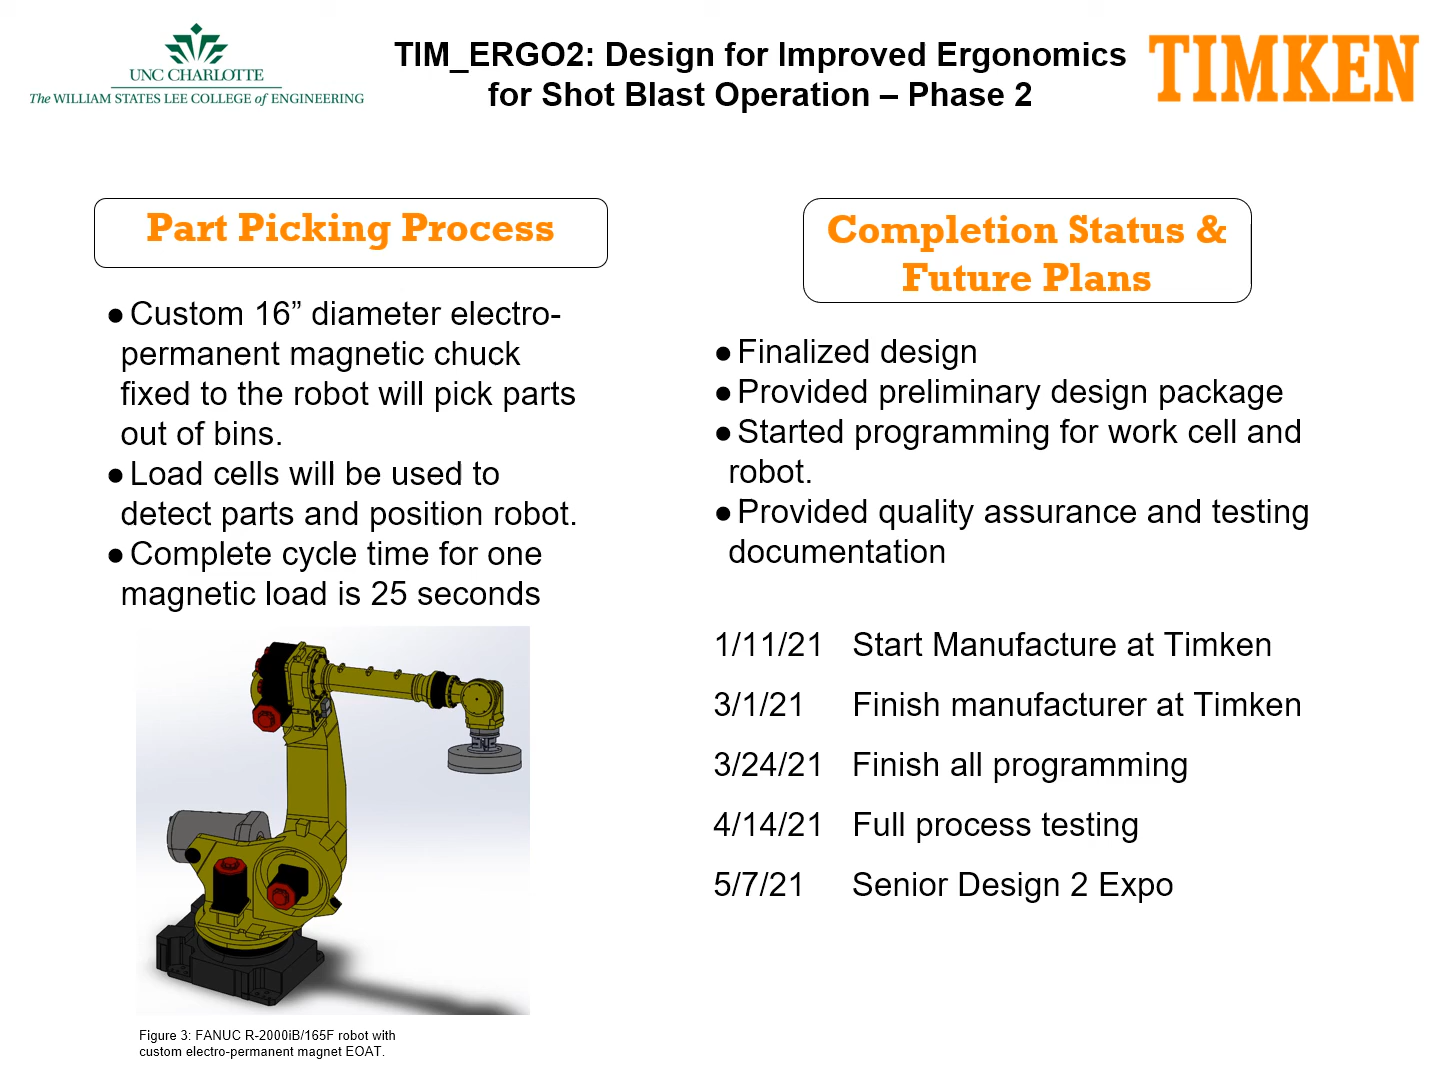 UNC CHARLOTTE
The WILLIAM STATES LEE COLLEGE of ENGINEERING
TIM_ERGO2: Design for Improved Ergonomics
for Shot Blast Operation – Phase 2
TIMKEN
Part Picking Process
● Custom 16” diameter electro-
permanent magnetic chuck
fixed to the robot will pick parts
out of bins.
● Load cells will be used to
detect parts and position robot.
● Complete cycle time for one
magnetic load is 25 seconds
Figure 3: FANUC R-2000iB/165F robot with
custom electro-permanent magnet EOAT.
Completion Status &
Future Plans
● Finalized design
● Provided preliminary design package
● Started programming for work cell and
robot.
● Provided quality assurance and testing
documentation
1/11/21 Start Manufacture at Timken
3/1/21 Finish manufacturer at Timken
3/24/21 Finish all programming
4/14/21 Full process testing
5/7/21 Senior Design 2 Expo